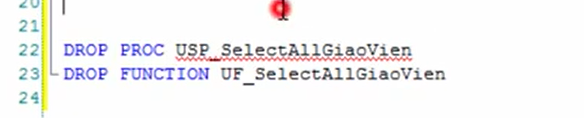 20
21
22 DROP PROC USP_SelectAllGiaoVien
23 DROP FUNCTION UF_SelectAllGiaoVien
24